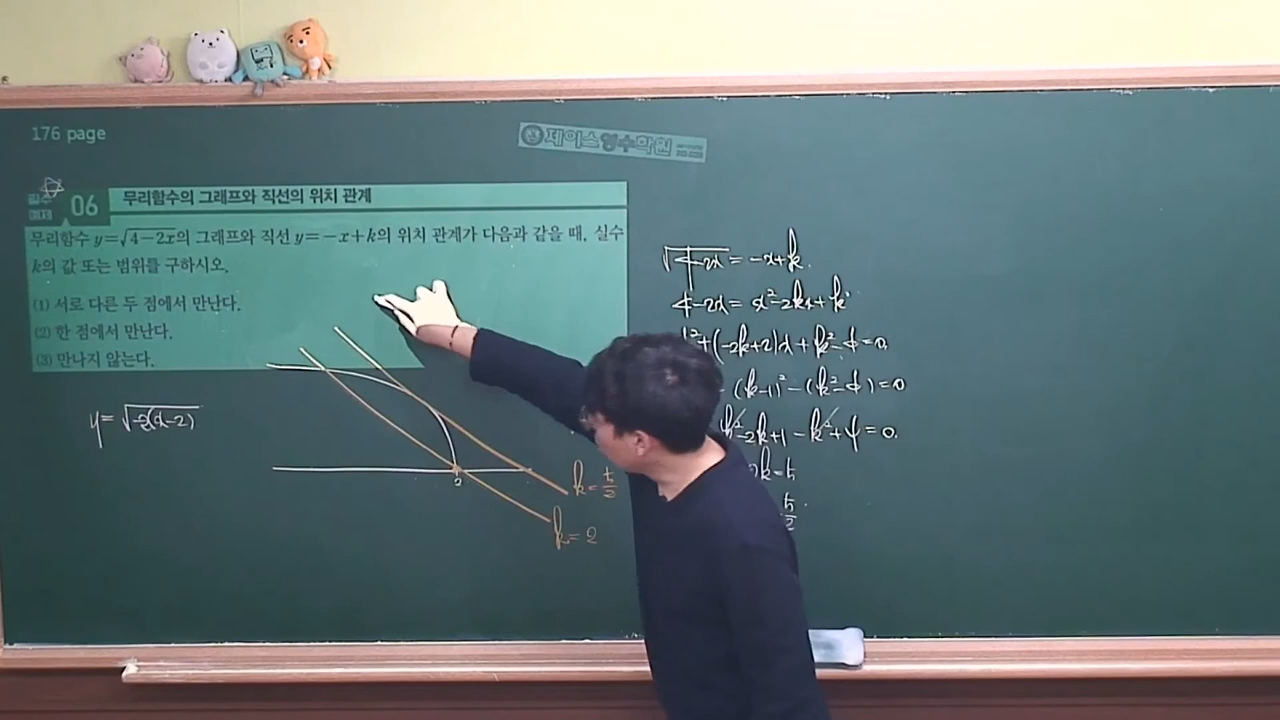 176 page
제이스영수학원
필수 예제 06 무리함수의 그래프와 직선의 위치 관계
무리함수 y=√(4-2x)의 그래프와 직선 y=-x+k의 위치 관계가 다음과 같을 때, 실수
k의 값 또는 범위를 구하시오.
(1) 서로 다른 두 점에서 만난다.
(2) 한 점에서 만난다.
(3) 만나지 않는다.
y=√(-2(x-2))
2
k=5/2
k=2
√(4-2x)=-x+k.
4-2x=x²-2kx+k²
²+(-2k+2)x+k²-4=0.
(k-1)²-(k²-4)=0
k²-2k+1-k²+4=0.
2k=5
5/2